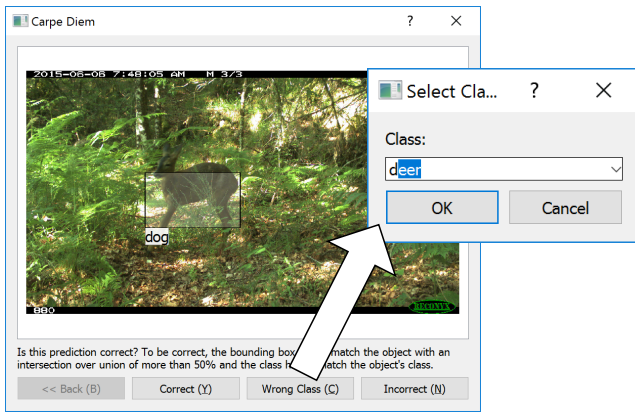 Carpe Diem
2015-06-06 7:48:05 AM M 3/3
dog
880
RECONYX
Is this prediction correct? To be correct, the bounding box match the object with an
intersection over union of more than 50% and the class match the object's class.
<< Back (B)
Correct (Y)
Wrong Class (C)
Incorrect (N)
Select Cla...
Class:
deer
OK
Cancel